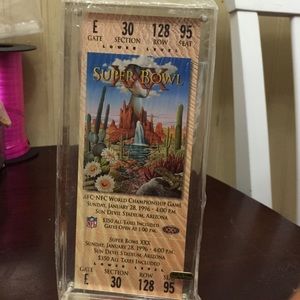 E 30 128 95
GATE SECTION ROW SEAT
LOWER LEVEL
SUPER BOWL
AFC-NFC WORLD CHAMPIONSHIP GAME
SUNDAY, JANUARY 28, 1996 - 4:00 P.M.
SUN DEVIL STADIUM, ARIZONA
$350 ALL TAXES INCLUDED
GATES OPEN AT 1:00 PM.
NFL
SUPER BOWL XXX
SUNDAY, JANUARY 28, 1996 - 4:00 P.M.
SUN DEVIL STADIUM, ARIZONA
$350 ALL TAXES INCLUDED
LOWER LEVEL
GATE SECTION ROW SEAT
E 30 128 95